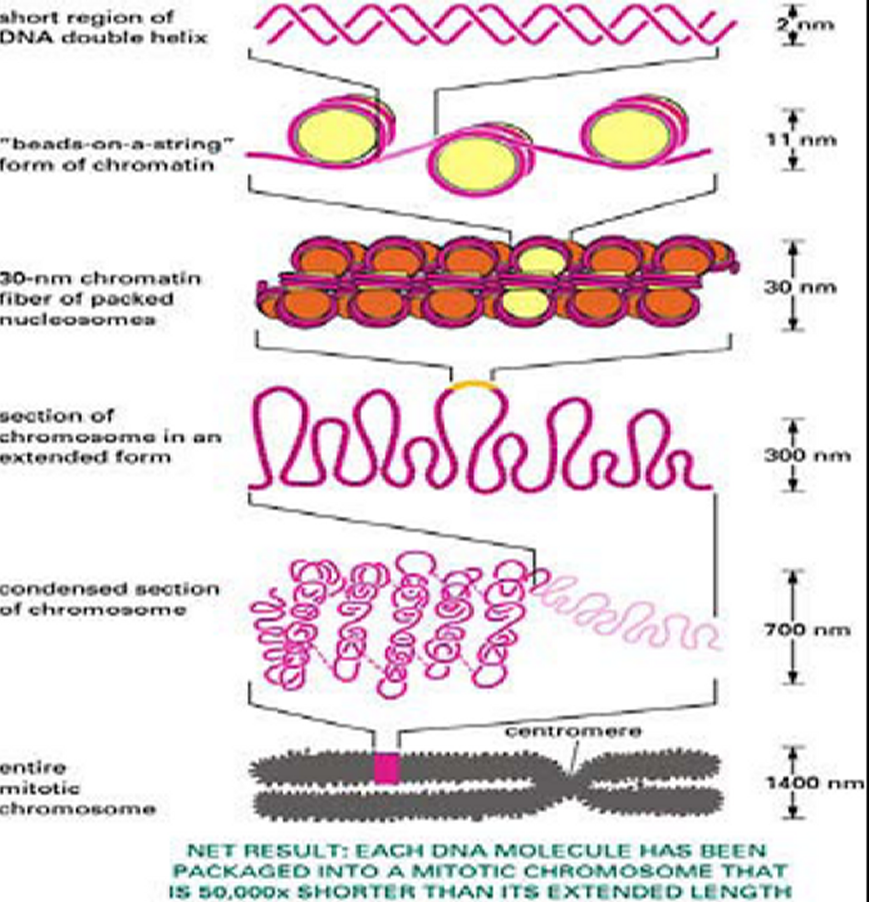 short region of
DNA double helix
2 nm
"beads-on-a-string"
form of chromatin
11 nm
30-nm chromatin
fiber of packed
nucleosomes
30 nm
section of
chromosome in an
extended form
300 nm
condensed section
of chromosome
700 nm
centromere
entire
mitotic
chromosome
1400 nm
NET RESULT: EACH DNA MOLECULE HAS BEEN
PACKAGED INTO A MITOTIC CHROMOSOME THAT
IS 50,000x SHORTER THAN ITS EXTENDED LENGTH